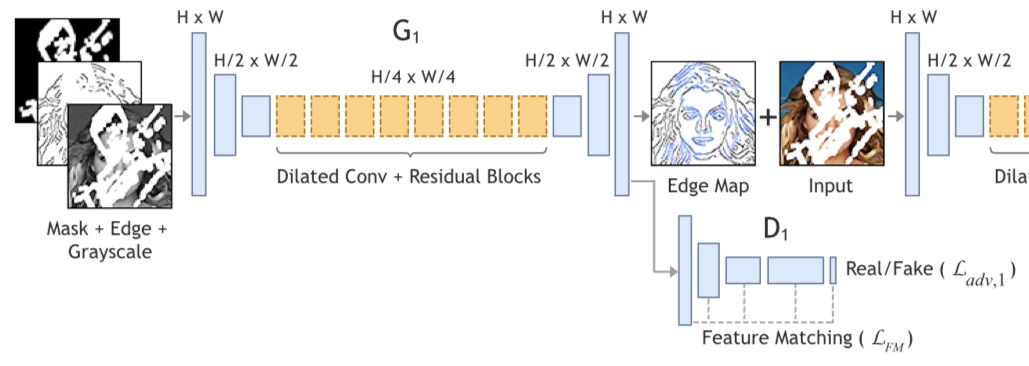 H x W
H/2 x W/2
G₁
H/4 x W/4
H/2 x W/2
H x W
H x W
H/2 x W/2
Dilated Conv + Residual Blocks
+
Edge Map
Input
Dila
Mask + Edge +
Grayscale
D₁
Real/Fake ( ℒadv,1 )
Feature Matching ( ℒFM )